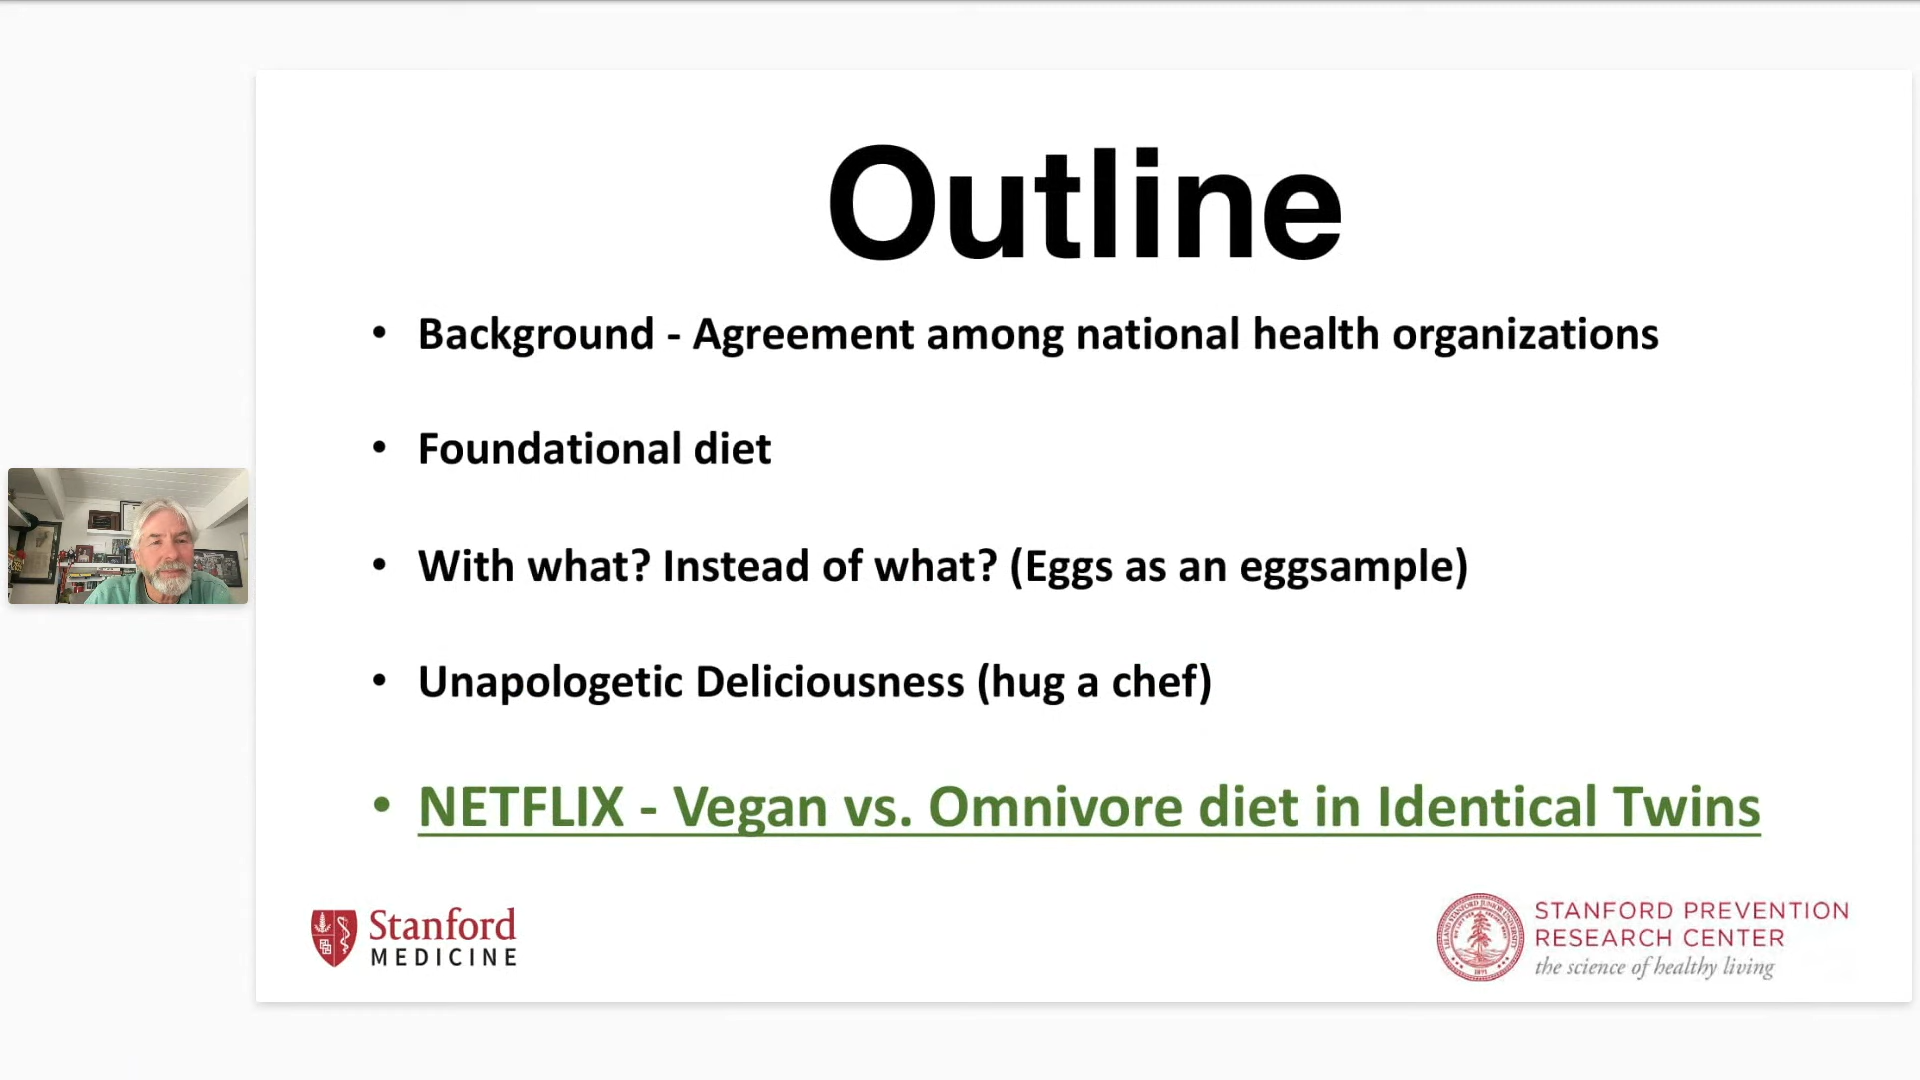 Outline
• Background - Agreement among national health organizations
• Foundational diet
• With what? Instead of what? (Eggs as an eggsample)
• Unapologetic Deliciousness (hug a chef)
• NETFLIX - Vegan vs. Omnivore diet in Identical Twins
Stanford
MEDICINE
STANFORD PREVENTION
RESEARCH CENTER
the science of healthy living